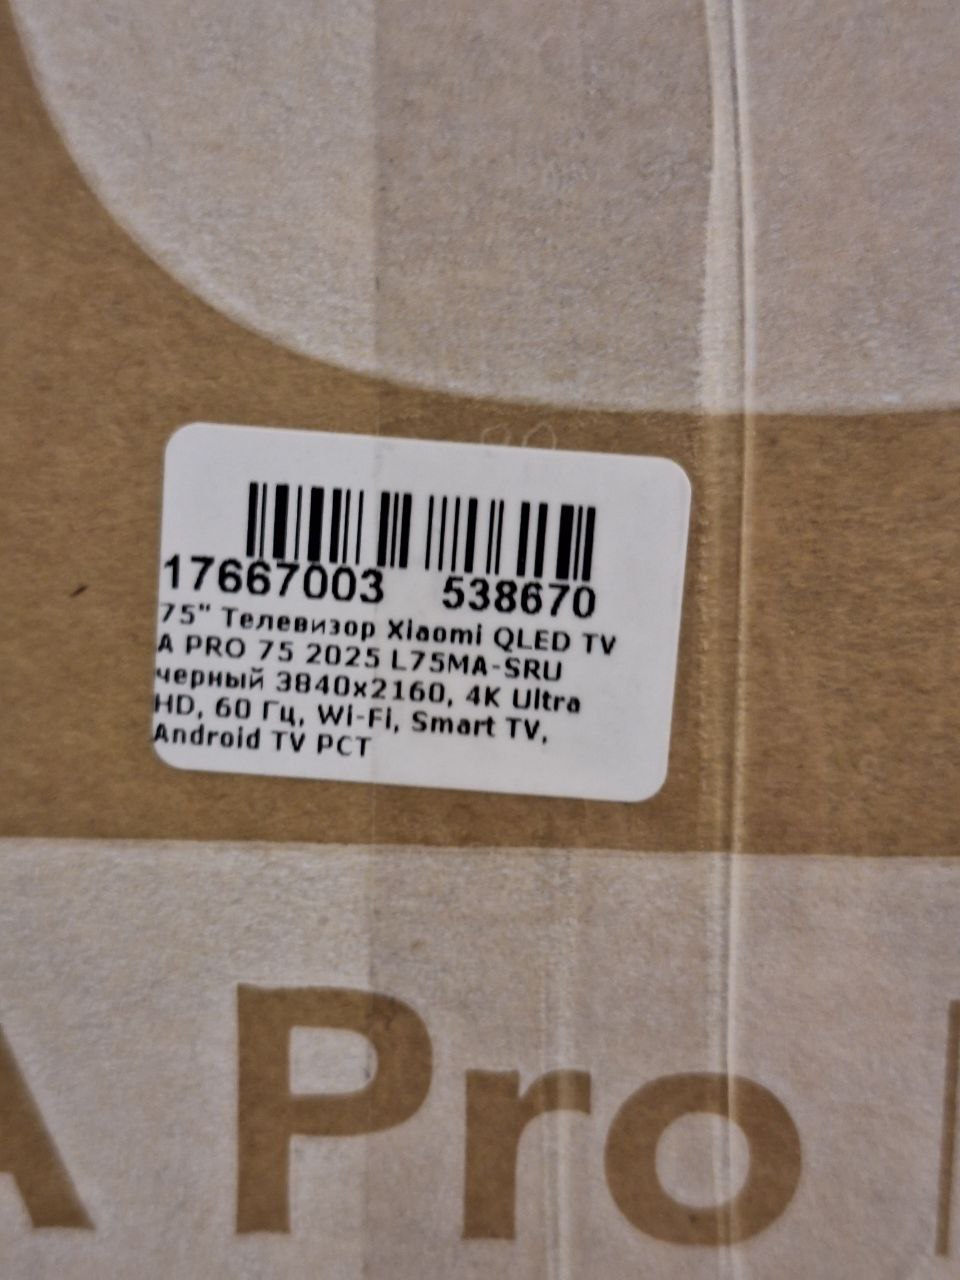 17667003 538670
75" Телевизор Xiaomi QLED TV
A PRO 75 2025 L75MA-SRU
черный 3840x2160, 4K Ultra
HD, 60 Гц, Wi-Fi, Smart TV,
Android TV РСТ
A Pro